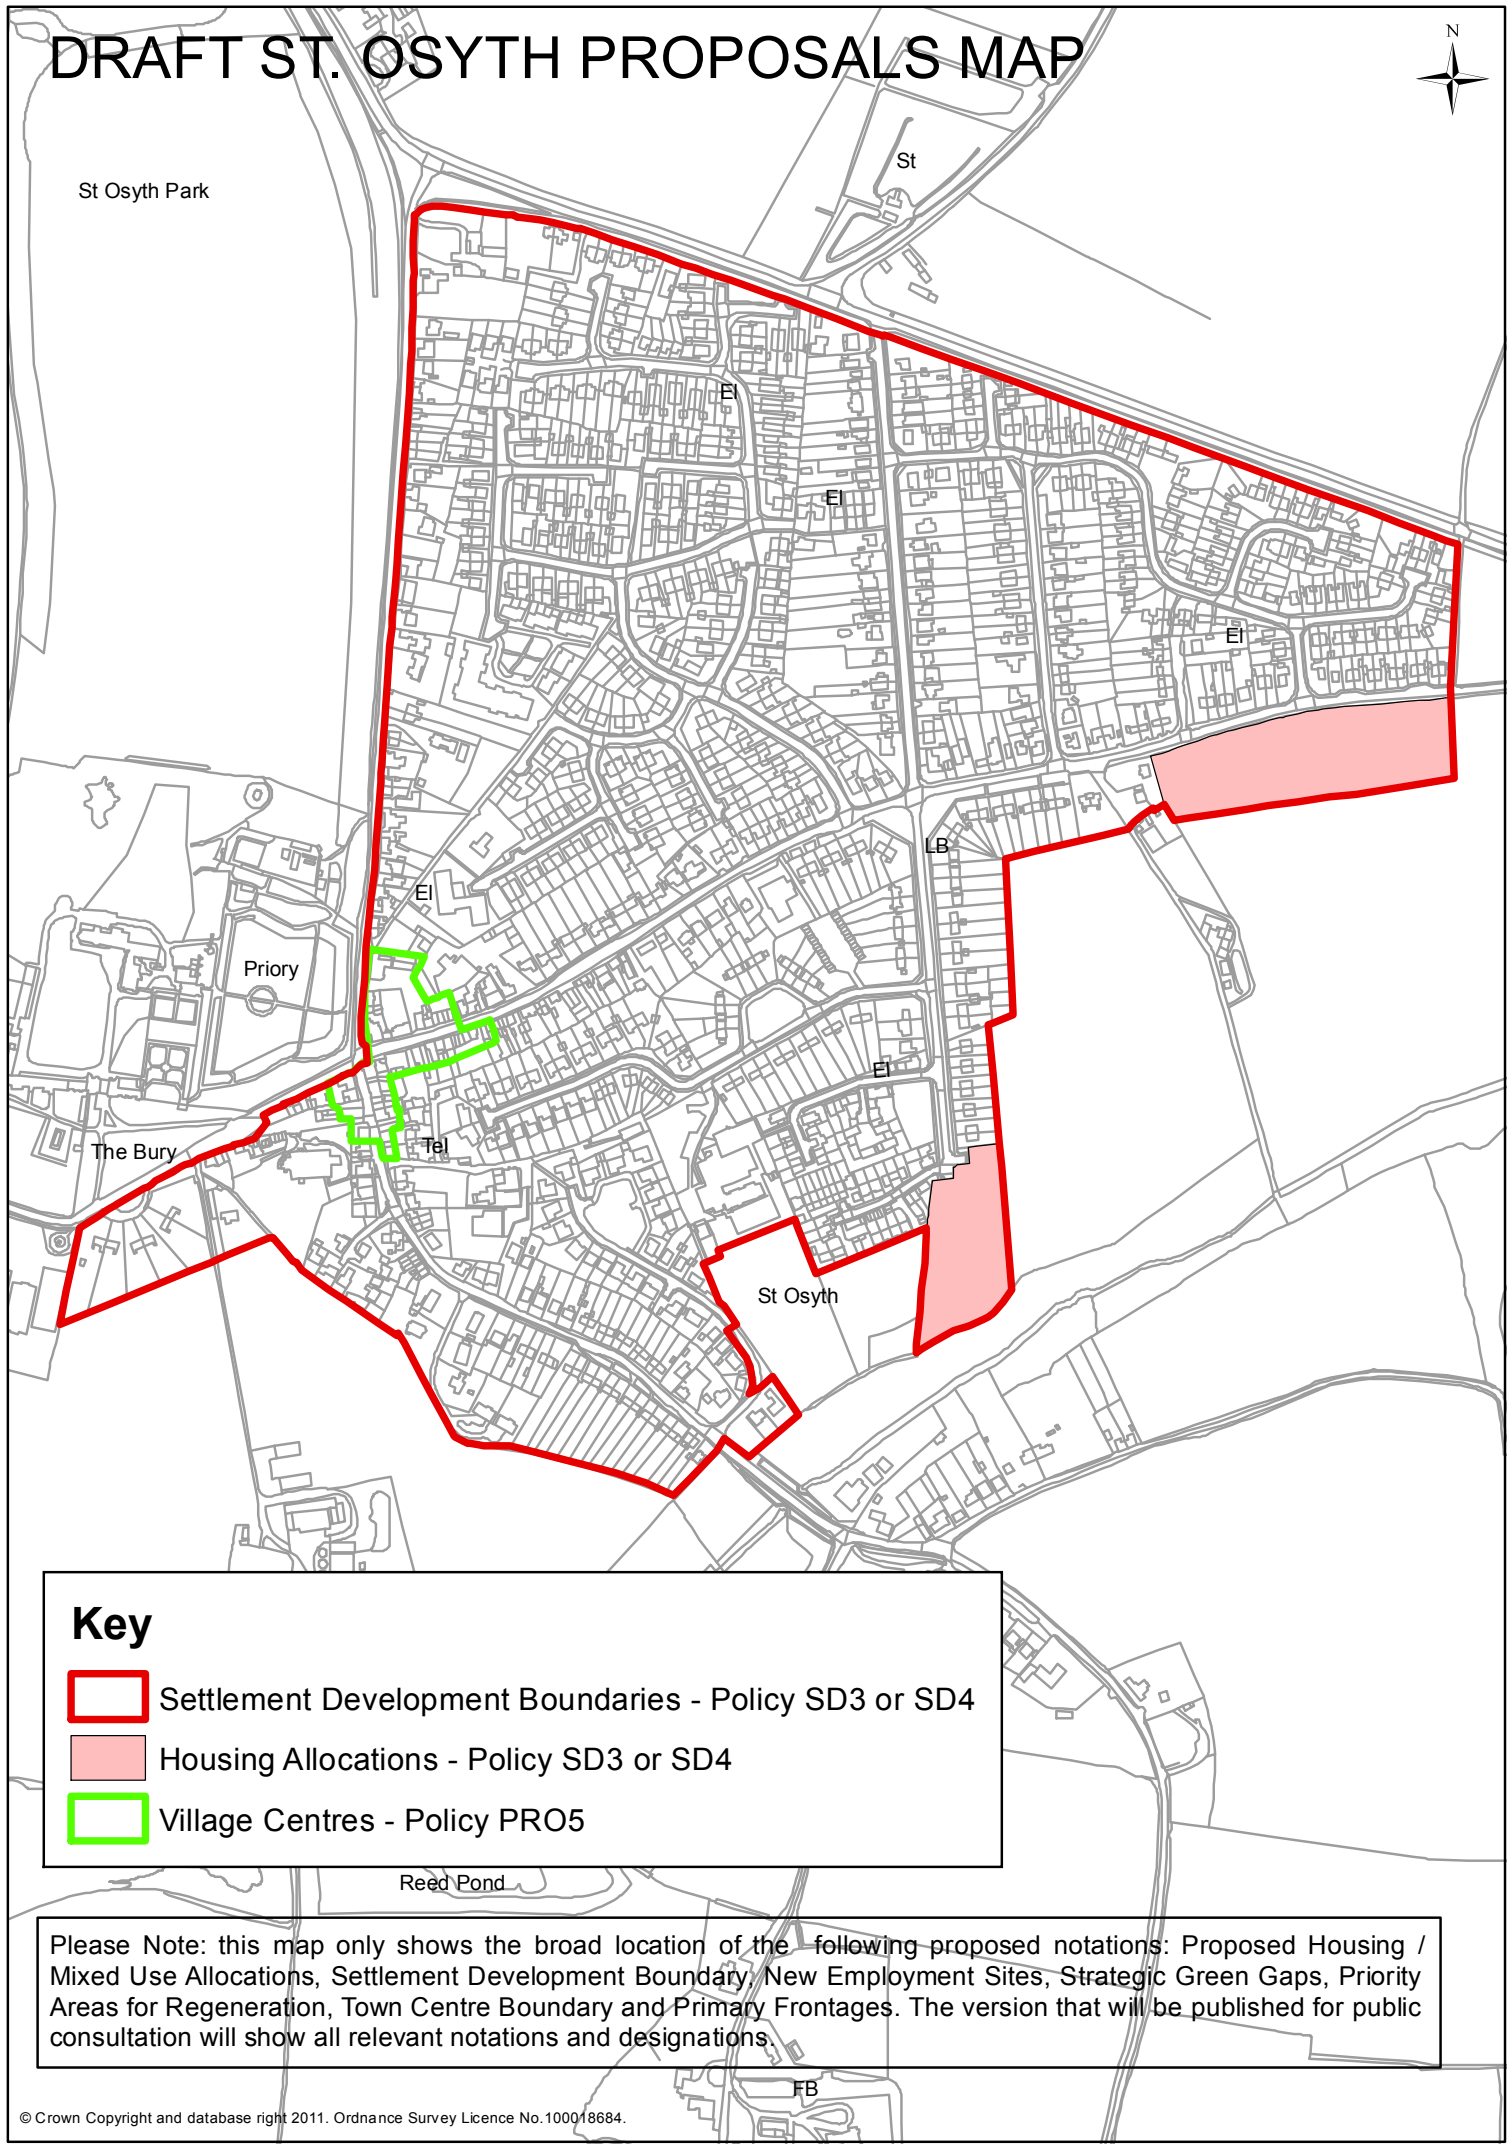 DRAFT ST. OSYTH PROPOSALS MAP
N
St
St Osyth Park
El
El
El
LB
El
Priory
El
Tel
The Bury
St Osyth
Key
Settlement Development Boundaries - Policy SD3 or SD4
Housing Allocations - Policy SD3 or SD4
Village Centres - Policy PRO5
Reed Pond
Please Note: this map only shows the broad location of the following proposed notations: Proposed Housing /
Mixed Use Allocations, Settlement Development Boundary, New Employment Sites, Strategic Green Gaps, Priority
Areas for Regeneration, Town Centre Boundary and Primary Frontages. The version that will be published for public
consultation will show all relevant notations and designations.
FB
© Crown Copyright and database right 2011. Ordnance Survey Licence No.100018684.